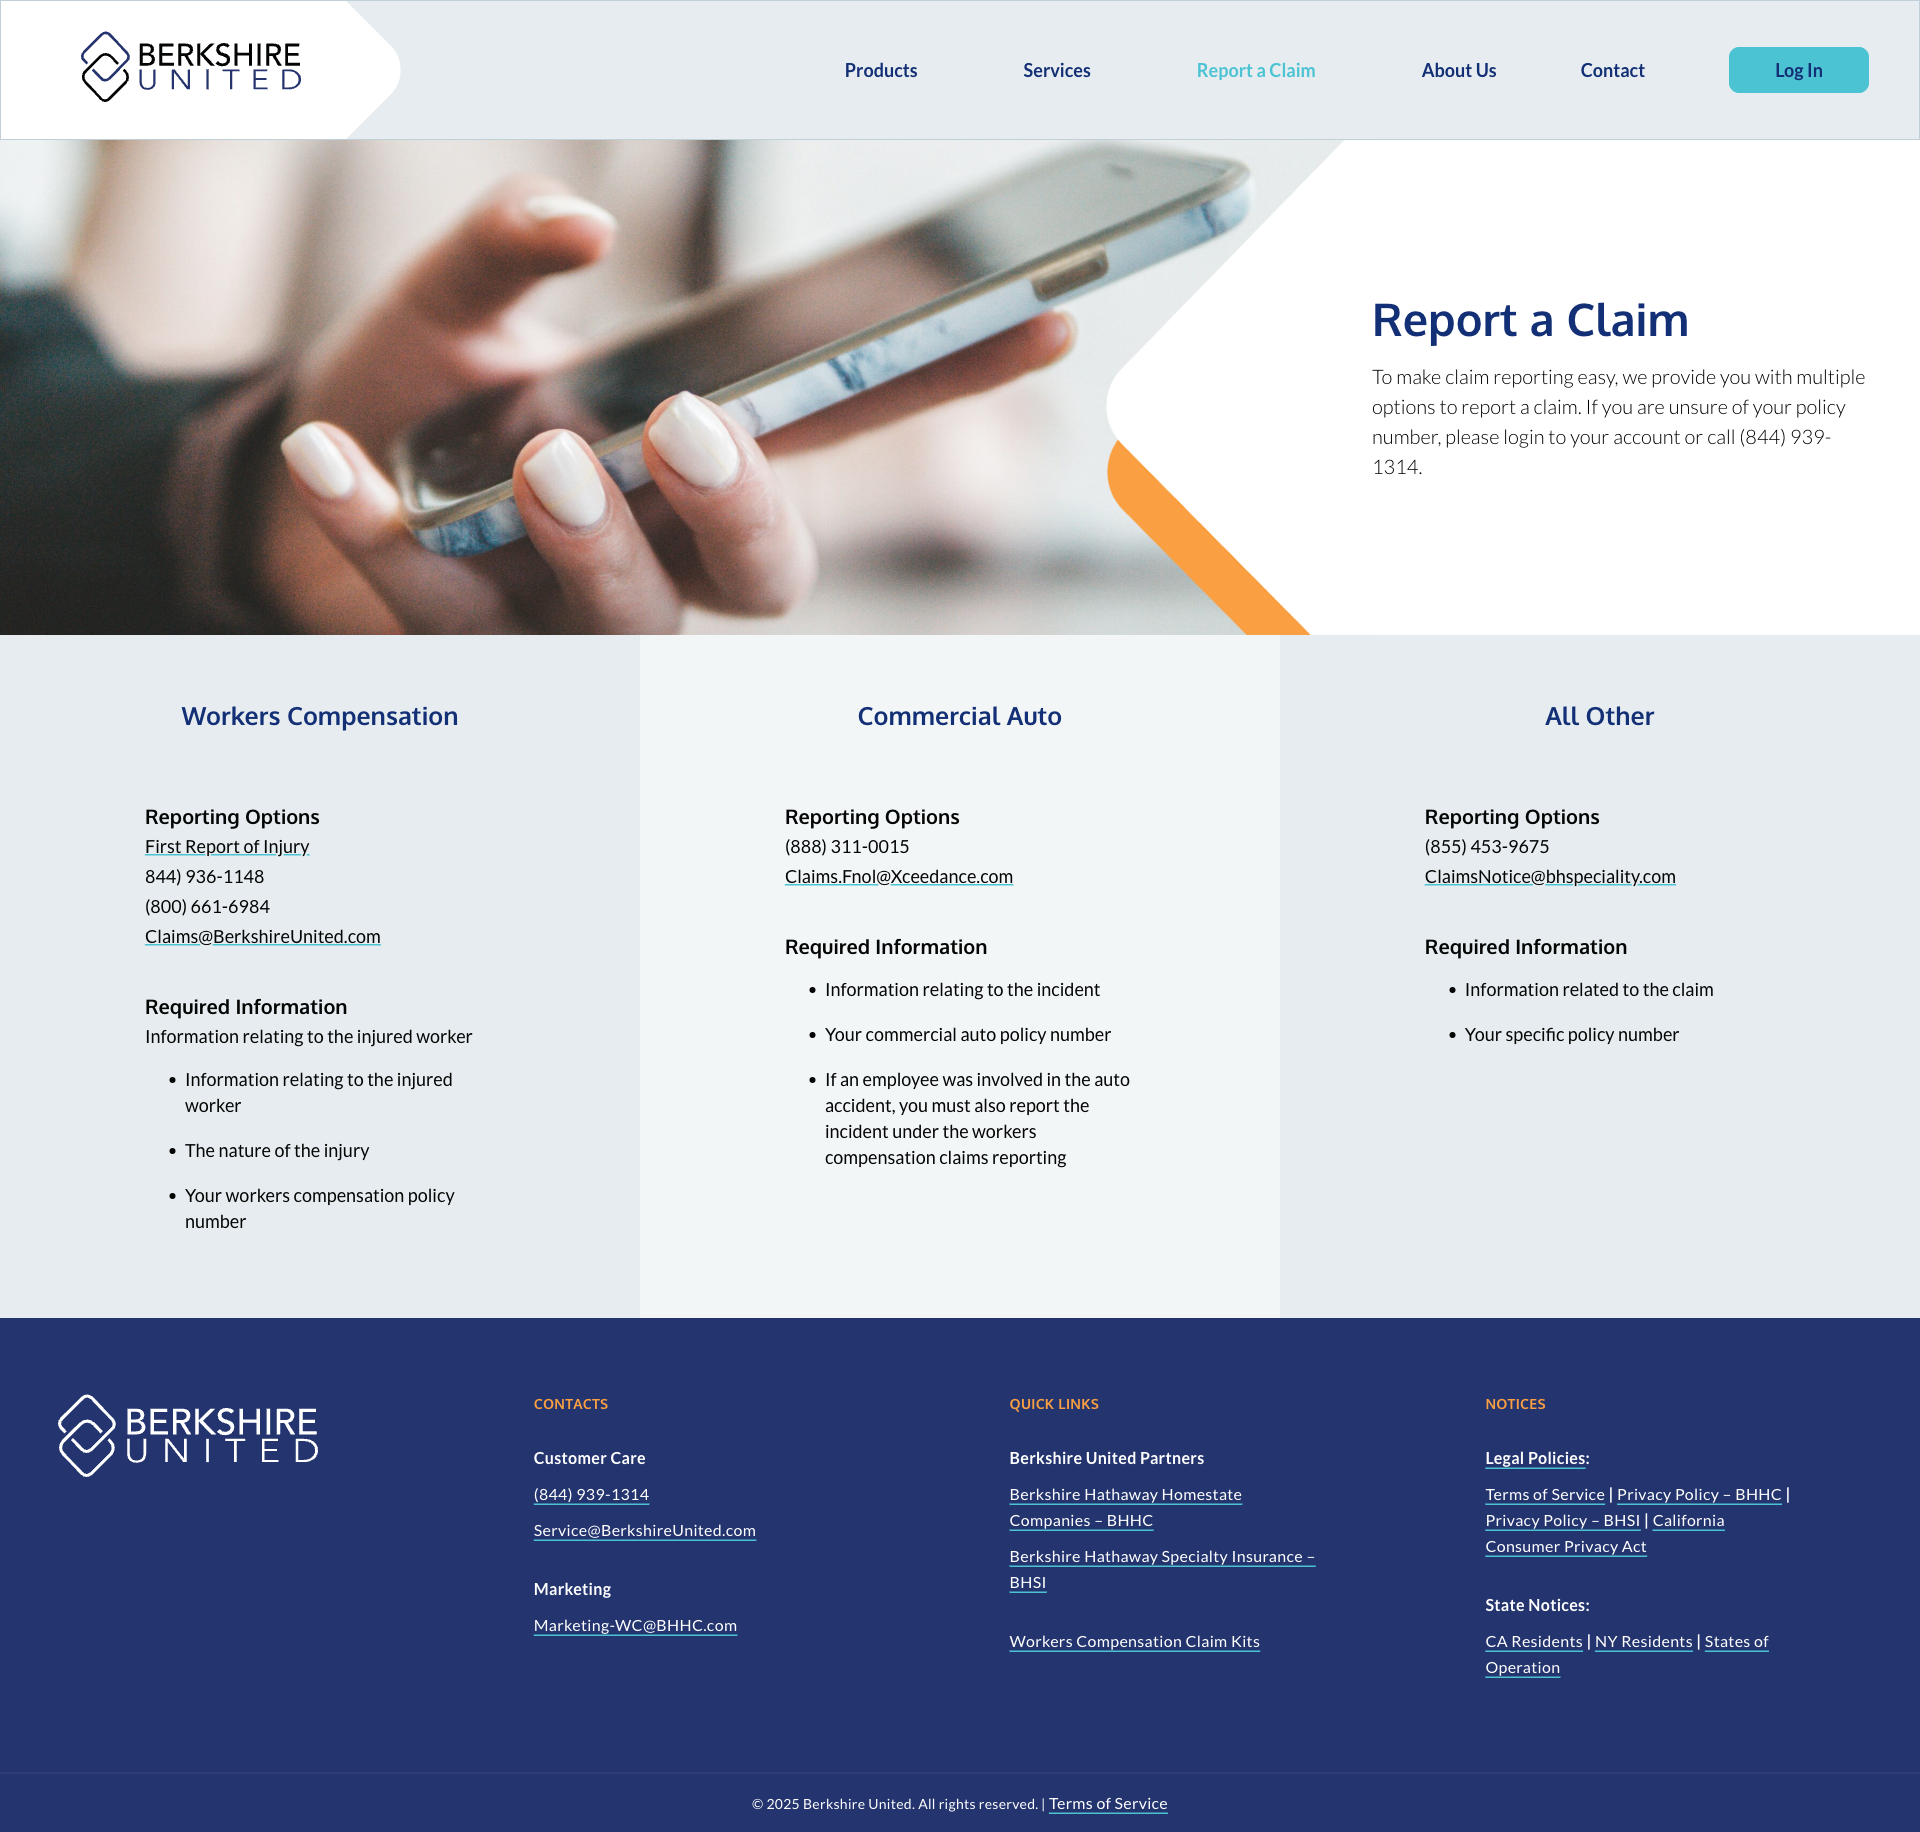 BERKSHIRE
UNITED
Products
Services
Report a Claim
About Us
Contact
Log In
Report a Claim
To make claim reporting easy, we provide you with multiple
options to report a claim. If you are unsure of your policy
number, please login to your account or call (844) 939-
1314.
Workers Compensation
Reporting Options
First Report of Injury
844) 936-1148
(800) 661-6984
Claims@BerkshireUnited.com
Required Information
Information relating to the injured worker
• Information relating to the injured
worker
• The nature of the injury
• Your workers compensation policy
number
Commercial Auto
Reporting Options
(888) 311-0015
Claims.Fnol@Xceedance.com
Required Information
• Information relating to the incident
• Your commercial auto policy number
• If an employee was involved in the auto
accident, you must also report the
incident under the workers
compensation claims reporting
All Other
Reporting Options
(855) 453-9675
ClaimsNotice@bhspeciality.com
Required Information
• Information related to the claim
• Your specific policy number
BERKSHIRE
UNITED
CONTACTS
Customer Care
(844) 939-1314
Service@BerkshireUnited.com
Marketing
Marketing-WC@BHHC.com
QUICK LINKS
Berkshire United Partners
Berkshire Hathaway Homestate
Companies – BHHC
Berkshire Hathaway Specialty Insurance –
BHSI
Workers Compensation Claim Kits
NOTICES
Legal Policies:
Terms of Service | Privacy Policy – BHHC |
Privacy Policy – BHSI | California
Consumer Privacy Act
State Notices:
CA Residents | NY Residents | States of
Operation
© 2025 Berkshire United. All rights reserved. | Terms of Service